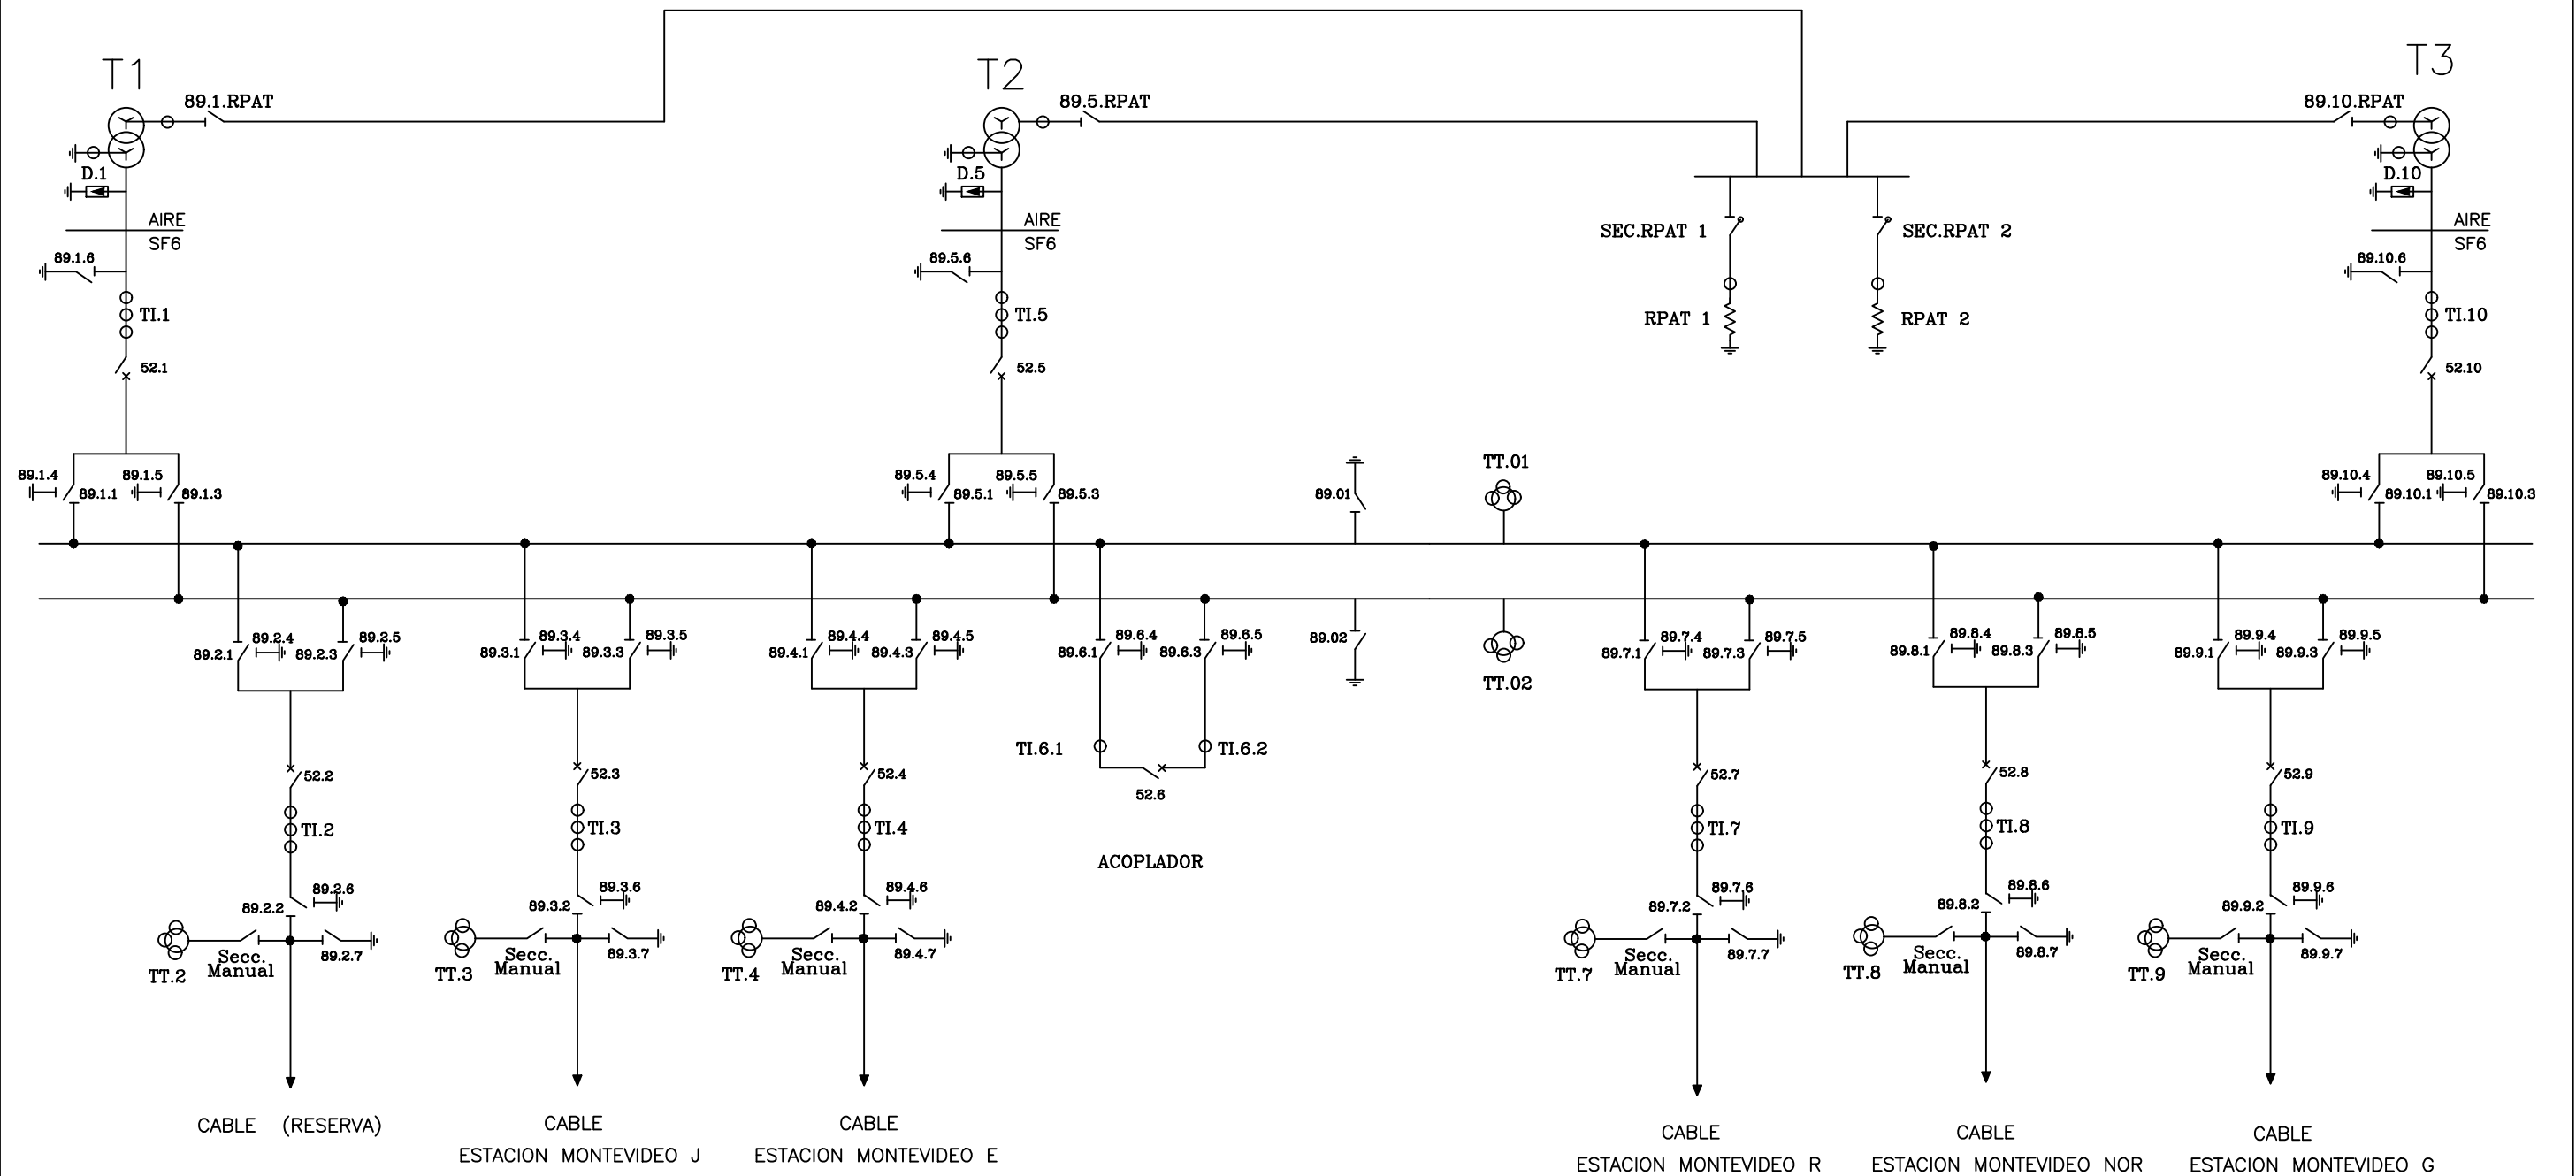 T1
T2
T3
89.1.RPAT
89.5.RPAT
89.10.RPAT
D.1
D.5
D.10
AIRE
SF6
AIRE
SF6
AIRE
SF6
SEC.RPAT 1
SEC.RPAT 2
89.1.6
89.5.6
89.10.6
TI.1
TI.5
RPAT 1
RPAT 2
TI.10
52.1
52.5
52.10
89.1.4
89.1.1
89.1.5
89.1.3
89.5.4
89.5.1
89.5.5
89.5.3
89.01
TT.01
89.10.4
89.10.1
89.10.5
89.10.3
89.2.1
89.2.4
89.2.3
89.2.5
89.3.1
89.3.4
89.3.3
89.3.5
89.4.1
89.4.4
89.4.3
89.4.5
89.6.1
89.6.4
89.6.3
89.6.5
89.02
TT.02
89.7.1
89.7.4
89.7.3
89.7.5
89.8.1
89.8.4
89.8.3
89.8.5
89.9.1
89.9.4
89.9.3
89.9.5
TI.6.1
TI.6.2
52.2
52.3
52.4
52.6
52.7
52.8
52.9
TI.2
TI.3
TI.4
TI.7
TI.8
TI.9
ACOPLADOR
89.2.6
89.2.2
89.3.6
89.3.2
89.4.6
89.4.2
89.7.6
89.7.2
89.8.6
89.8.2
89.9.6
89.9.2
TT.2
Secc.
Manual
89.2.7
TT.3
Secc.
Manual
89.3.7
TT.4
Secc.
Manual
89.4.7
TT.7
Secc.
Manual
89.7.7
TT.8
Secc.
Manual
89.8.7
TT.9
Secc.
Manual
89.9.7
CABLE (RESERVA)
CABLE
ESTACION MONTEVIDEO J
CABLE
ESTACION MONTEVIDEO E
CABLE
ESTACION MONTEVIDEO R
CABLE
ESTACION MONTEVIDEO NOR
CABLE
ESTACION MONTEVIDEO G